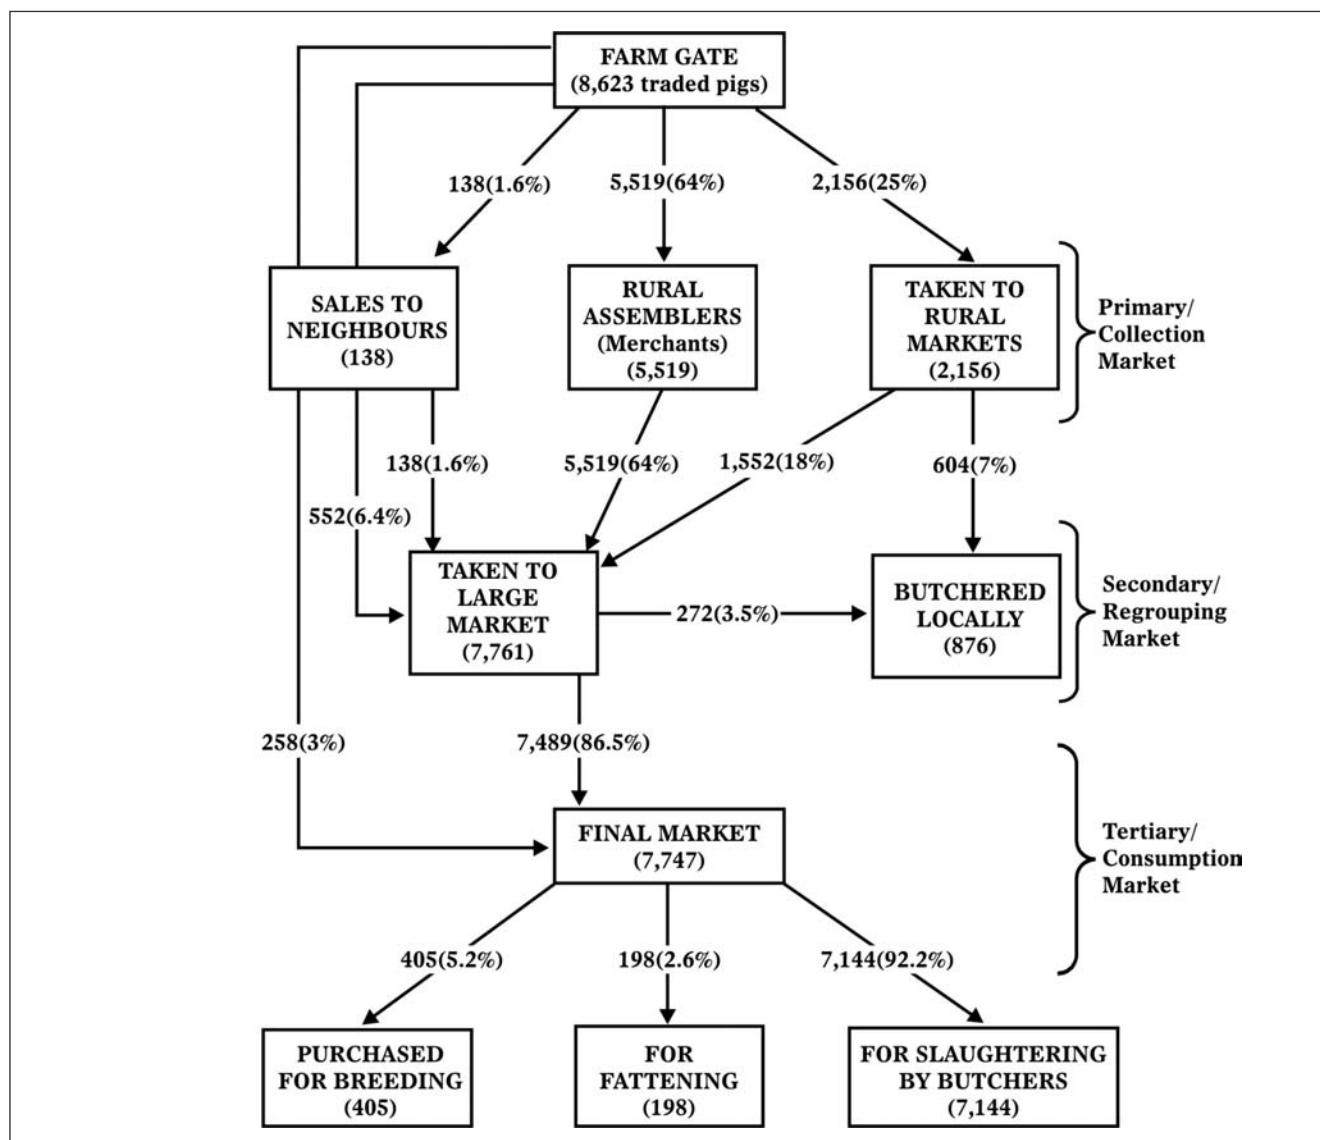 FARM GATE
(8,623 traded pigs)
138(1.6%)
5,519(64%)
2,156(25%)
SALES TO
NEIGHBOURS
(138)
RURAL
ASSEMBLERS
(Merchants)
(5,519)
TAKEN TO
RURAL
MARKETS
(2,156)
Primary/
Collection
Market
138(1.6%)
5,519(64%)
1,552(18%)
604(7%)
552(6.4%)
TAKEN TO
LARGE
MARKET
(7,761)
272(3.5%)
BUTCHERED
LOCALLY
(876)
Secondary/
Regrouping
Market
258(3%)
7,489(86.5%)
FINAL MARKET
(7,747)
Tertiary/
Consumption
Market
405(5.2%)
198(2.6%)
7,144(92.2%)
PURCHASED
FOR BREEDING
(405)
FOR
FATTENING
(198)
FOR SLAUGHTERING
BY BUTCHERS
(7,144)